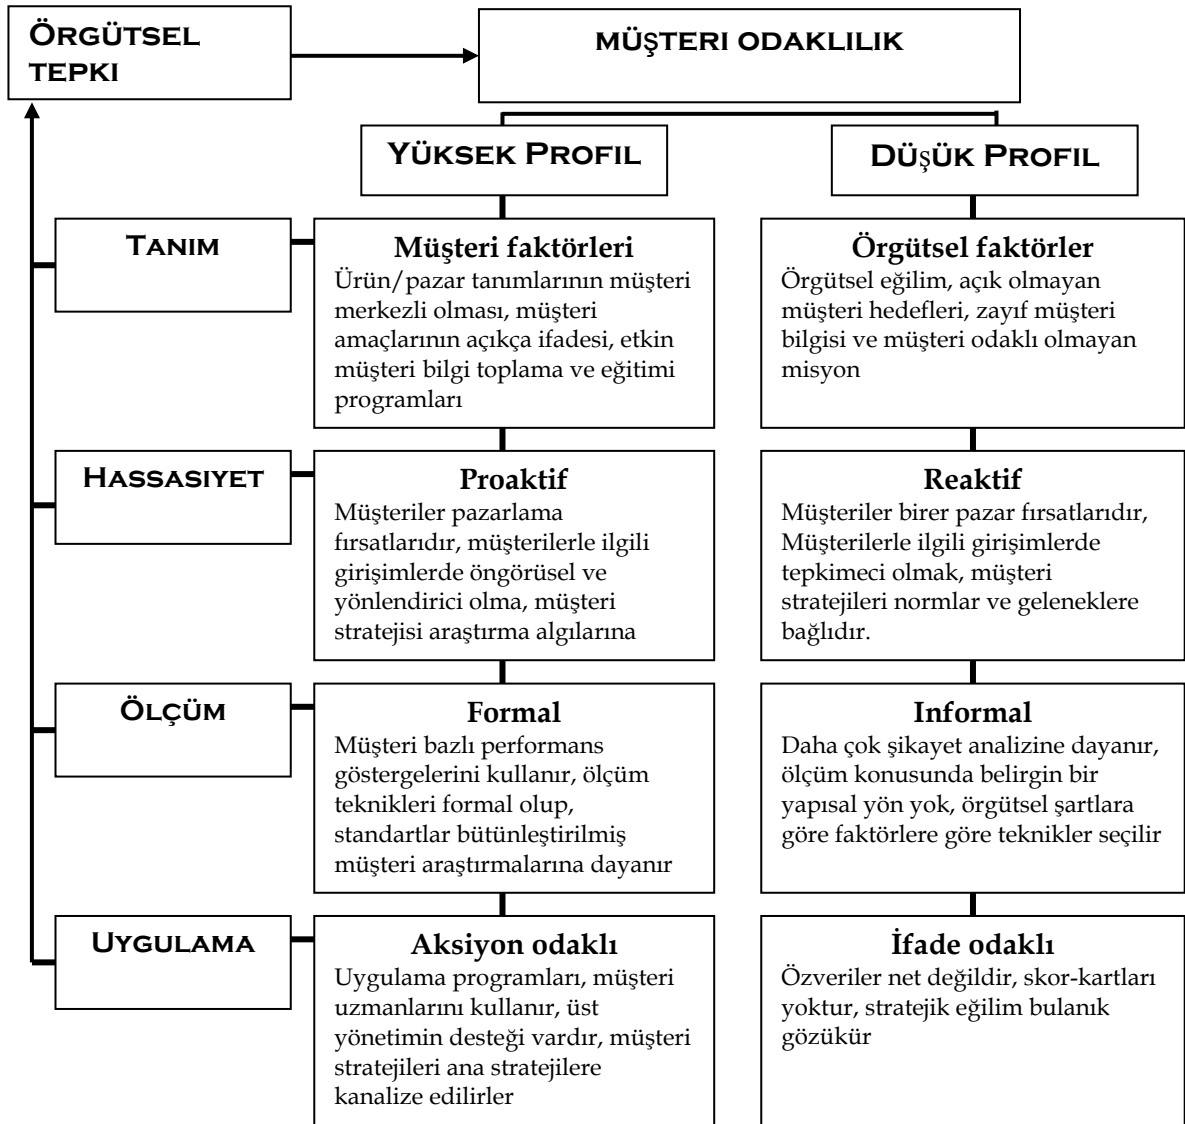 ÖRGÜTSEL
TEPKI
MÜŞTERI ODAKLILIK
YÜKSEK PROFIL
DÜŞÜK PROFIL
TANIM
Müşteri faktörleri
Ürün/pazar tanımlarının müşteri
merkezli olması, müşteri
amaçlarının açıkça ifadesi, etkin
müşteri bilgi toplama ve eğitimi
programları
Örgütsel faktörler
Örgütsel eğilim, açık olmayan
müşteri hedefleri, zayıf müşteri
bilgisi ve müşteri odaklı olmayan
misyon
HASSASIYET
Proaktif
Müşteriler pazarlama
fırsatlarıdır, müşterilerle ilgili
girişimlerde öngörüsel ve
yönlendirici olma, müşteri
stratejisi araştırma algılarına
Reaktif
Müşteriler birer pazar fırsatlarıdır,
Müşterilerle ilgili girişimlerde
tepkimeci olmak, müşteri
stratejileri normlar ve geleneklere
bağlıdır.
ÖLÇÜM
Formal
Müşteri bazlı performans
göstergelerini kullanır, ölçüm
teknikleri formal olup,
standartlar bütünleştirilmiş
müşteri araştırmalarına dayanır
Informal
Daha çok şikayet analizine dayanır,
ölçüm konusunda belirgin bir
yapısal yön yok, örgütsel şartlara
göre faktörlere göre teknikler seçilir
UYGULAMA
Aksiyon odaklı
Uygulama programları, müşteri
uzmanlarını kullanır, üst
yönetimin desteği vardır, müşteri
stratejileri ana stratejilere
kanalize edilirler
İfade odaklı
Özveriler net değildir, skor-kartları
yoktur, stratejik eğilim bulanık
gözükür